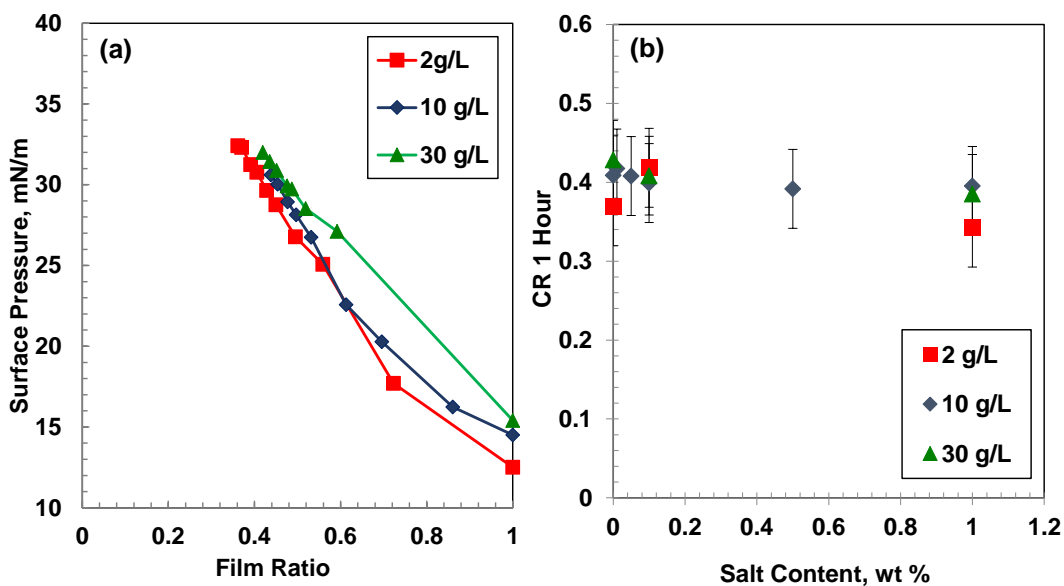 (a)
2g/L
10 g/L
30 g/L
Surface Pressure, mN/m
40
35
30
25
20
15
10
0
0.2
0.4
0.6
0.8
1
Film Ratio
(b)
CR 1 Hour
0.6
0.5
0.4
0.3
0.2
0.1
0
2 g/L
10 g/L
30 g/L
0
0.2
0.4
0.6
0.8
1
1.2
Salt Content, wt %